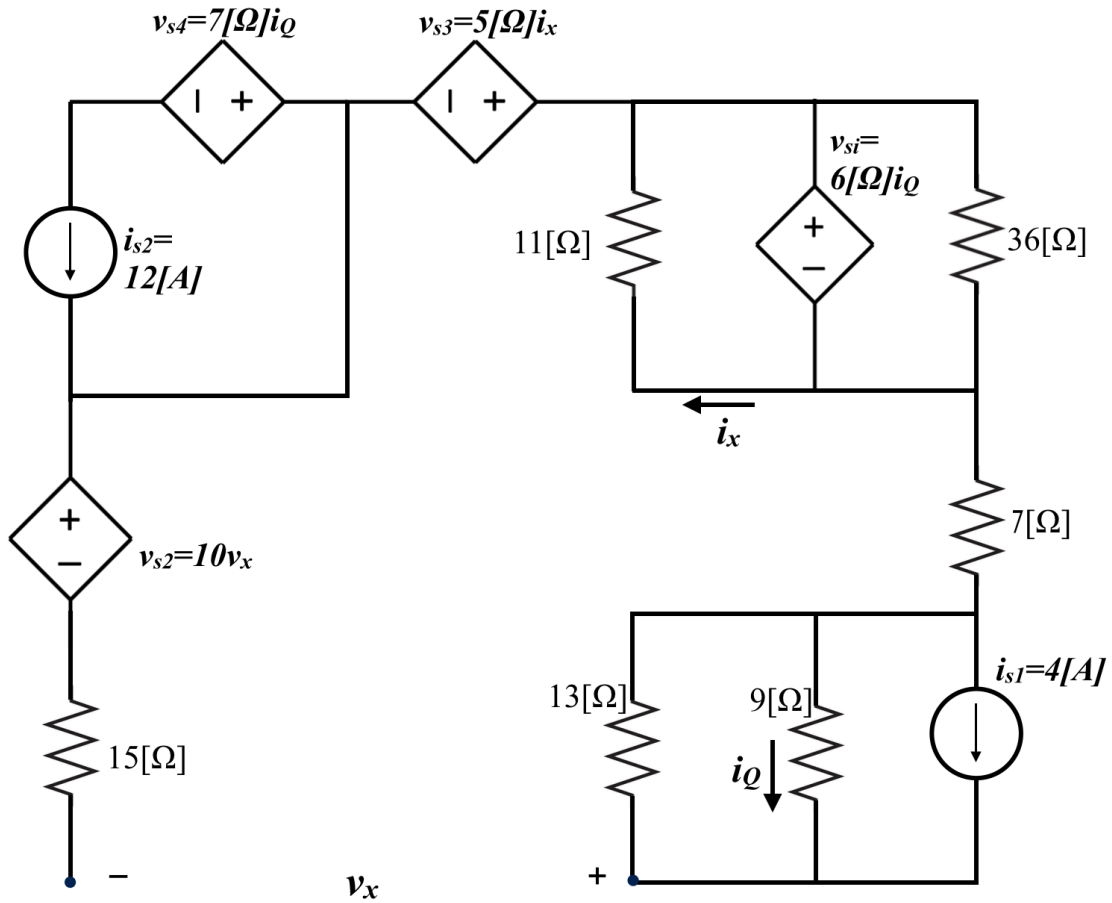 vs4=7[Ω]iQ
vs3=5[Ω]ix
− +
− +
vsi=
6[Ω]iQ
+
−
11[Ω]
36[Ω]
is2=
12[A]
ix
+
−
vs2=10vx
7[Ω]
is1=4[A]
13[Ω]
9[Ω]
iQ
15[Ω]
− vx +